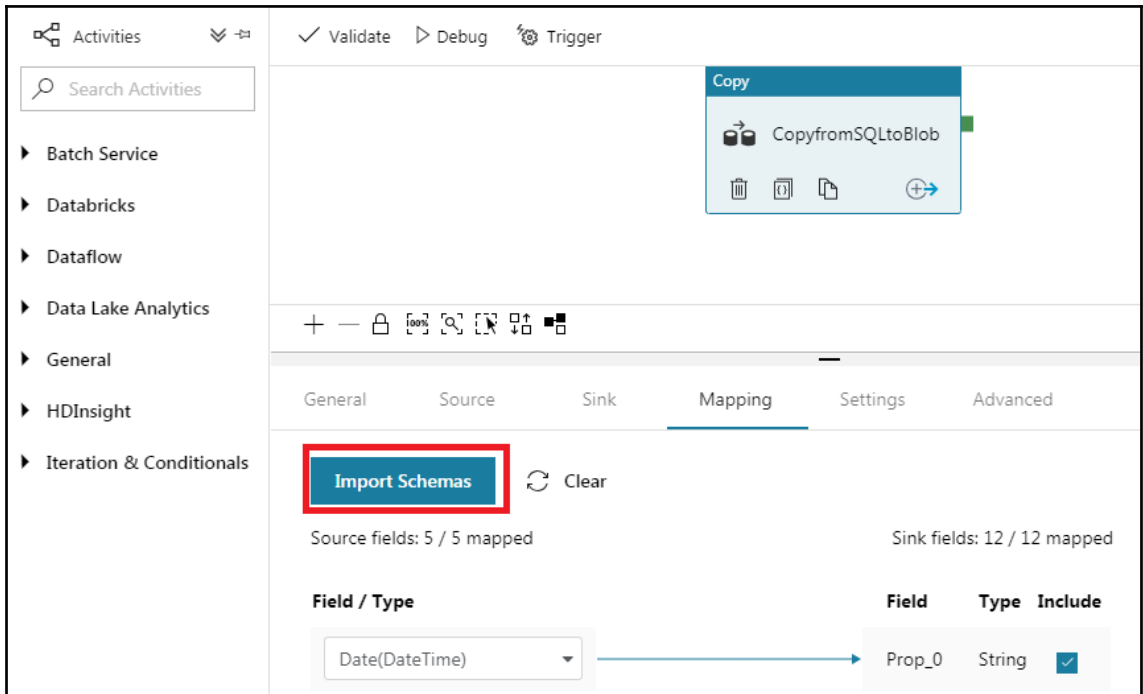 Activities
Validate Debug Trigger
Search Activities
Copy
CopyfromSQLtoBlob
Batch Service
Databricks
Dataflow
Data Lake Analytics
General
HDInsight
Iteration & Conditionals
100%
General Source Sink Mapping Settings Advanced
Import Schemas Clear
Source fields: 5 / 5 mapped Sink fields: 12 / 12 mapped
Field / Type Field Type Include
Date(DateTime) Prop_0 String